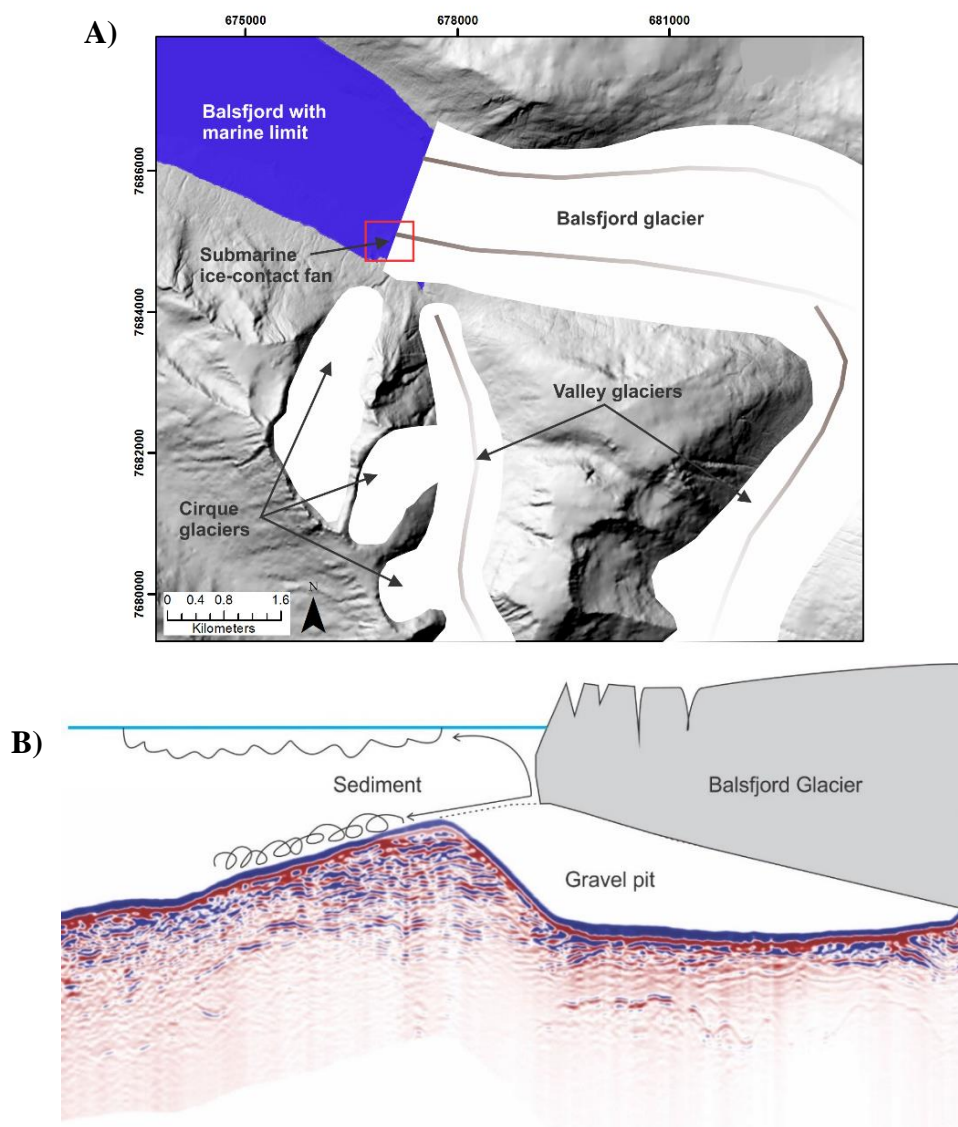 A)
675000
678000
681000
7686000
7684000
7682000
7680000
Balsfjord with
marine limit
Balsfjord glacier
Submarine
ice-contact fan
Valley glaciers
Cirque
glaciers
N
0 0.4 0.8 1.6
Kilometers
B)
Sediment
Balsfjord Glacier
Gravel pit